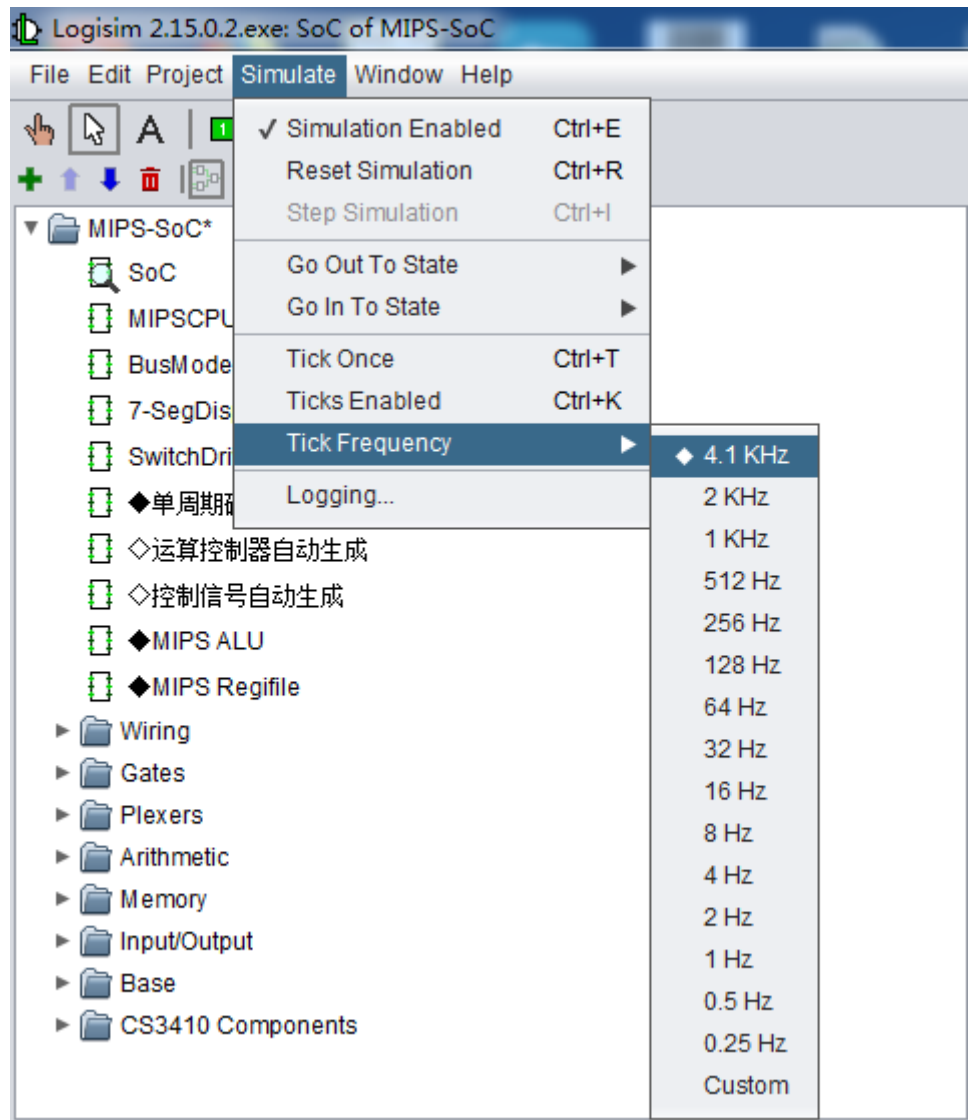 Logisim 2.15.0.2.exe: SoC of MIPS-SoC
File Edit Project Simulate Window Help
A 1
✓ Simulation Enabled Ctrl+E
Reset Simulation Ctrl+R
Step Simulation Ctrl+I
Go Out To State
Go In To State
Tick Once Ctrl+T
Ticks Enabled Ctrl+K
Tick Frequency
Logging...
◆ 4.1 KHz
2 KHz
1 KHz
512 Hz
256 Hz
128 Hz
64 Hz
32 Hz
16 Hz
8 Hz
4 Hz
2 Hz
1 Hz
0.5 Hz
0.25 Hz
Custom
MIPS-SoC*
SoC
MIPSCPU
BusMode
7-SegDis
SwitchDri
◆单周期
◇运算控制器自动生成
◇控制信号自动生成
◆MIPS ALU
◆MIPS Regifile
Wiring
Gates
Plexers
Arithmetic
Memory
Input/Output
Base
CS3410 Components